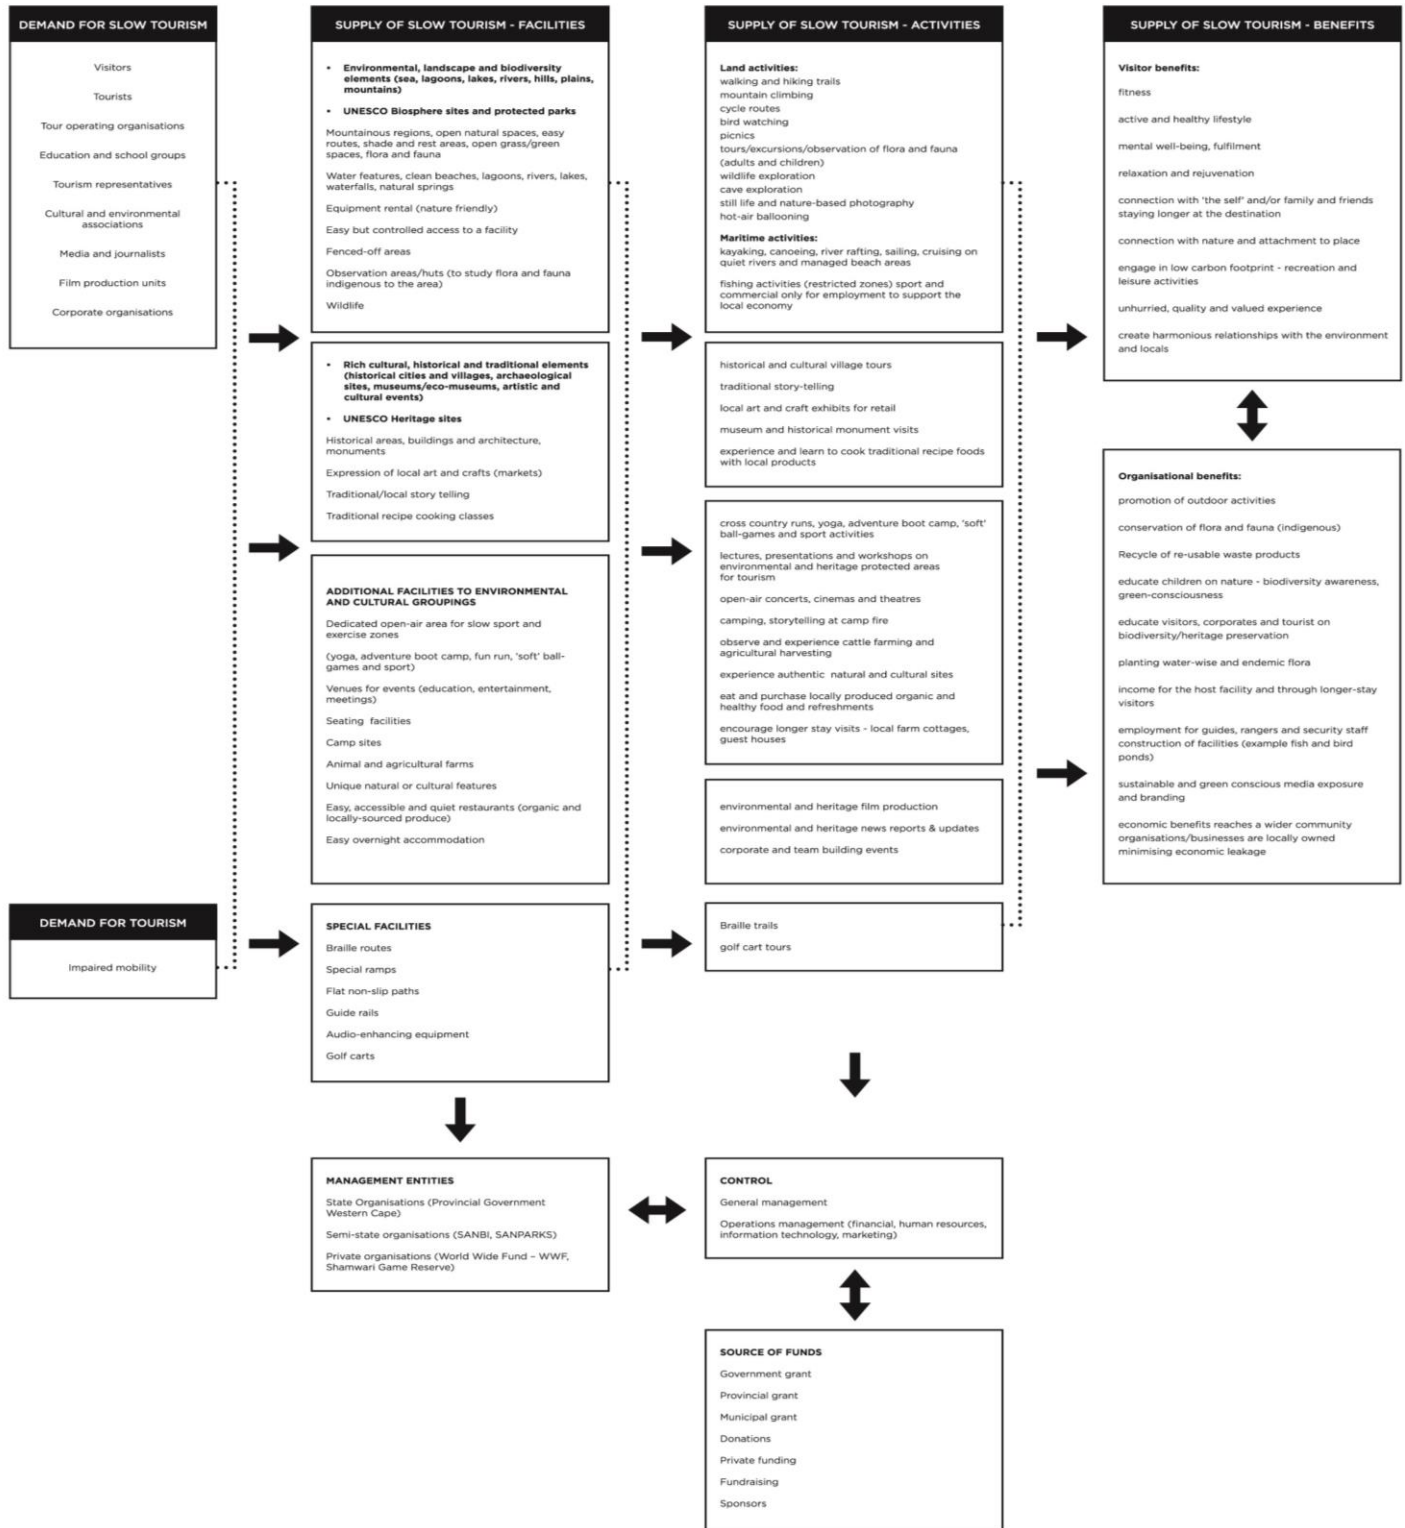 DEMAND FOR SLOW TOURISM
Visitors
Tourists
Tour operating organisations
Education and school groups
Tourism representatives
Cultural and environmental
associations
Media and journalists
Film production units
Corporate organisations
DEMAND FOR TOURISM
Impaired mobility
SUPPLY OF SLOW TOURISM - FACILITIES
• Environmental, landscape and biodiversity
elements (sea, lagoons, lakes, rivers, hills, plains,
mountains)
• UNESCO Biosphere sites and protected parks
Mountainous regions, open natural spaces, easy
routes, shade and rest areas, open grass/green
spaces, flora and fauna
Water features, clean beaches, lagoons, rivers, lakes,
waterfalls, natural springs
Equipment rental (nature friendly)
Easy but controlled access to a facility
Fenced-off areas
Observation areas/huts (to study flora and fauna
indigenous to the area)
Wildlife
• Rich cultural, historical and traditional elements
(historical cities and villages, archaeological
sites, museums/eco-museums, artistic and
cultural events)
• UNESCO Heritage sites
Historical areas, buildings and architecture,
monuments
Expression of local art and crafts (markets)
Traditional/local story telling
Traditional recipe cooking classes
ADDITIONAL FACILITIES TO ENVIRONMENTAL
AND CULTURAL GROUPINGS
Dedicated open-air area for slow sport and
exercise zones
(yoga, adventure boot camp, fun run, 'soft' ball-
games and sport)
Venues for events (education, entertainment,
meetings)
Seating facilities
Camp sites
Animal and agricultural farms
Unique natural or cultural features
Easy, accessible and quiet restaurants (organic and
locally-sourced produce)
Easy overnight accommodation
SPECIAL FACILITIES
Braille routes
Special ramps
Flat non-slip paths
Guide rails
Audio-enhancing equipment
Golf carts
MANAGEMENT ENTITIES
State Organisations (Provincial Government
Western Cape)
Semi-state organisations (SANBI, SANPARKS)
Private organisations (World Wide Fund – WWF,
Shamwari Game Reserve)
SUPPLY OF SLOW TOURISM - ACTIVITIES
Land activities:
walking and hiking trails
mountain climbing
cycle routes
bird watching
picnics
tours/excursions/observation of flora and fauna
(adults and children)
wildlife exploration
cave exploration
still life and nature-based photography
hot-air ballooning
Maritime activities:
kayaking, canoeing, river rafting, sailing, cruising on
quiet rivers and managed beach areas
fishing activities (restricted zones) sport and
commercial only for employment to support the
local economy
historical and cultural village tours
traditional story-telling
local art and craft exhibits for retail
museum and historical monument visits
experience and learn to cook traditional recipe foods
with local products
cross country runs, yoga, adventure boot camp, 'soft'
ball-games and sport activities
lectures, presentations and workshops on
environmental and heritage protected areas
for tourism
open-air concerts, cinemas and theatres
camping, storytelling at camp fire
observe and experience cattle farming and
agricultural harvesting
experience authentic natural and cultural sites
eat and purchase locally produced organic and
healthy food and refreshments
encourage longer stay visits - local farm cottages,
guest houses
environmental and heritage film production
environmental and heritage news reports & updates
corporate and team building events
Braille trails
golf cart tours
CONTROL
General management
Operations management (financial, human resources,
information technology, marketing)
SOURCE OF FUNDS
Government grant
Provincial grant
Municipal grant
Donations
Private funding
Fundraising
Sponsors
SUPPLY OF SLOW TOURISM - BENEFITS
Visitor benefits:
fitness
active and healthy lifestyle
mental well-being, fulfilment
relaxation and rejuvenation
connection with 'the self' and/or family and friends
staying longer at the destination
connection with nature and attachment to place
engage in low carbon footprint - recreation and
leisure activities
unhurried, quality and valued experience
create harmonious relationships with the environment
and locals
Organisational benefits:
promotion of outdoor activities
conservation of flora and fauna (indigenous)
Recycle of re-usable waste products
educate children on nature - biodiversity awareness,
green-consciousness
educate visitors, corporates and tourist on
biodiversity/heritage preservation
planting water-wise and endemic flora
income for the host facility and through longer-stay
visitors
employment for guides, rangers and security staff
construction of facilities (example fish and bird
ponds)
sustainable and green conscious media exposure
and branding
economic benefits reaches a wider community
organisations/businesses are locally owned
minimising economic leakage